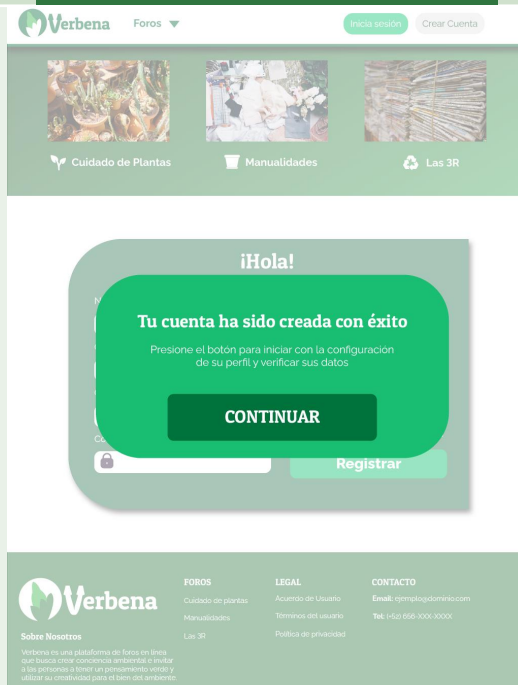 Verbena
Foros
Inicia sesión
Crear Cuenta
Cuidado de Plantas
Manualidades
Las 3R
¡Hola!
Tu cuenta ha sido creada con éxito
Presione el botón para iniciar con la configuración
de su perfil y verificar sus datos
CONTINUAR
Registrar
Verbena
Sobre Nosotros
Verbena es una plataforma de foros en línea
que busca crear conciencia ambiental e invitar
a las personas a tener un pensamiento verde y
utilizar su creatividad para el bien del ambiente
FOROS
Cuidado de plantas
Manualidades
Las 3R
LEGAL
Acuerdo de Usuario
Términos del usuario
Política de privacidad
CONTACTO
Email: ejemplo@dominio.com
Tel: (+52) 656-XXX-XXXX